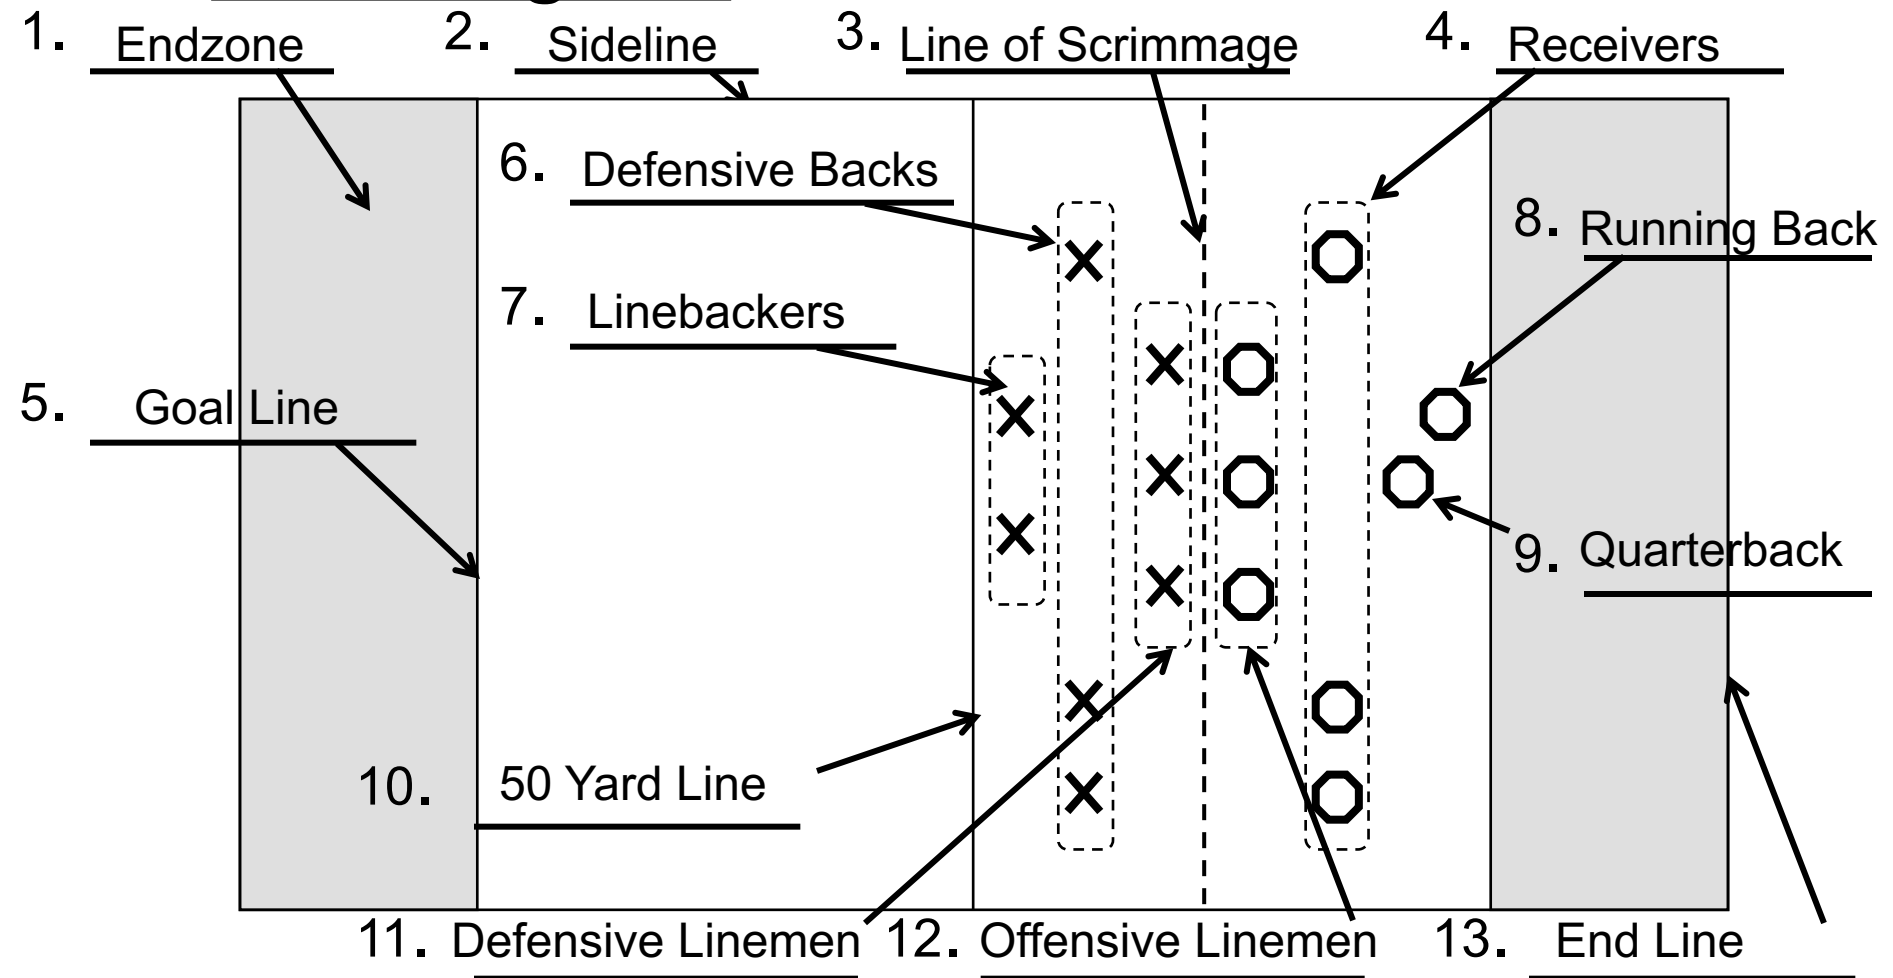 1. Endzone
2. Sideline
3. Line of Scrimmage
4. Receivers
6. Defensive Backs
8. Running Back
7. Linebackers
5. Goal Line
9. Quarterback
10. 50 Yard Line
11. Defensive Linemen
12. Offensive Linemen
13. End Line